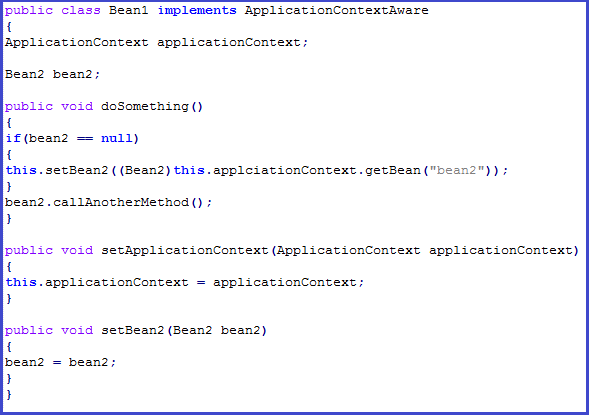 public class Bean1 implements ApplicationContextAware
{
ApplicationContext applicationContext;
Bean2 bean2;
public void doSomething()
{
if(bean2 == null)
{
this.setBean2((Bean2)this.applciationContext.getBean("bean2"));
}
bean2.callAnotherMethod();
}
public void setApplicationContext(ApplicationContext applicationContext)
{
this.applicationContext = applicationContext;
}
public void setBean2(Bean2 bean2)
{
bean2 = bean2;
}
}